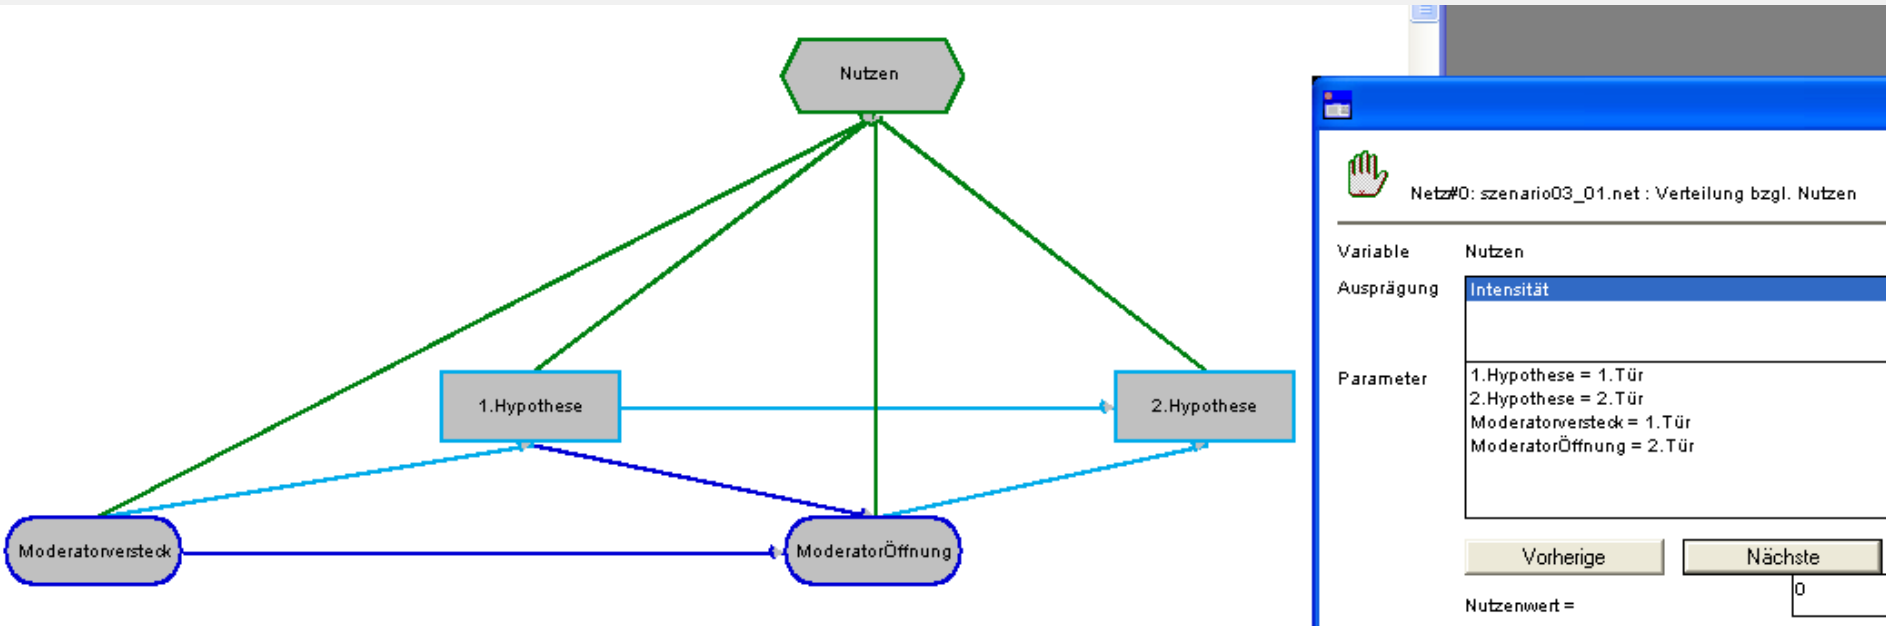 Nutzen
1.Hypothese
2.Hypothese
Moderatorversteck
ModeratorÖffnung
Netz#0: szenario03_01.net : Verteilung bzgl. Nutzen
Variable Nutzen
Ausprägung Intensität
Parameter 1.Hypothese = 1.Tür
2.Hypothese = 2.Tür
Moderatorversteck = 1.Tür
ModeratorÖffnung = 2.Tür
Vorherige Nächste
Nutzenwert = 0